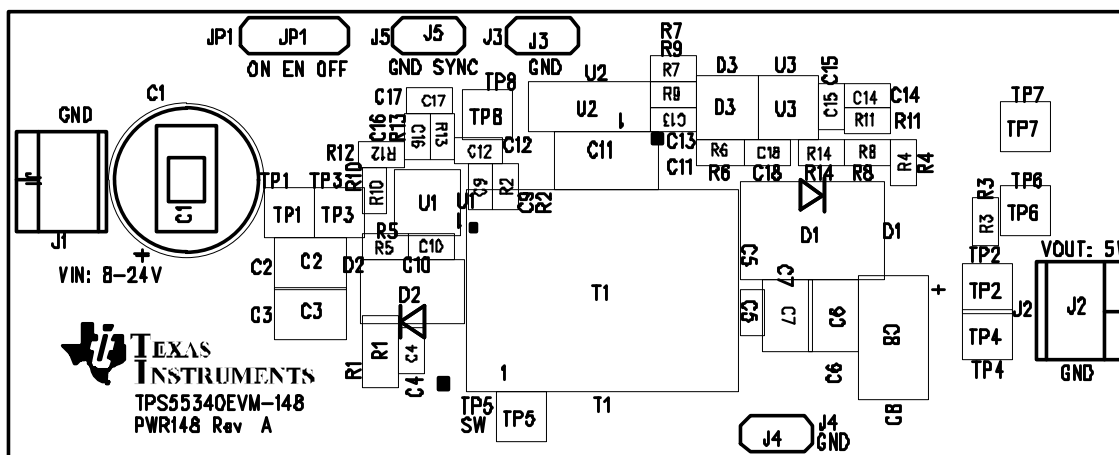 JP1 JP1
ON EN OFF
J5 J5
GND SYNC
J3 J3
GND
R7
R9
R7
R9
C13
C13
U2
U2
1
C11
C11
D3 U3
D3 U3
C15
C15
C14 C14
R11 R11
R6
R6
C18
C18
R14
R14
R8
R8
R4
R4
TP7
TP7
TP6
TP6
R3
R3
GND
J1
J1
C1
C1
+
VIN: 8-24V
C17 C17
C16
C16
R13
R13
TP8
TP8
C12
C12
R12 R12
R10
R10
U1
U1
C9
C9
R2
R2
TP1 TP3
TP1 TP3
R5
R5
C10
C10
C2 C2
C3 C3
D2
D2
R1
R1
C4
C4
T1
1
T1
D1
D1
C5
C5
C7
C7
C6
C6
C8
C8
+
VOUT: 5V
TP2
TP2
TP4
TP4
J2
J2
GND
TEXAS
INSTRUMENTS
TPS55340EVM-148
PWR148 Rev A
TP5
SW
TP5
J4
J4
GND